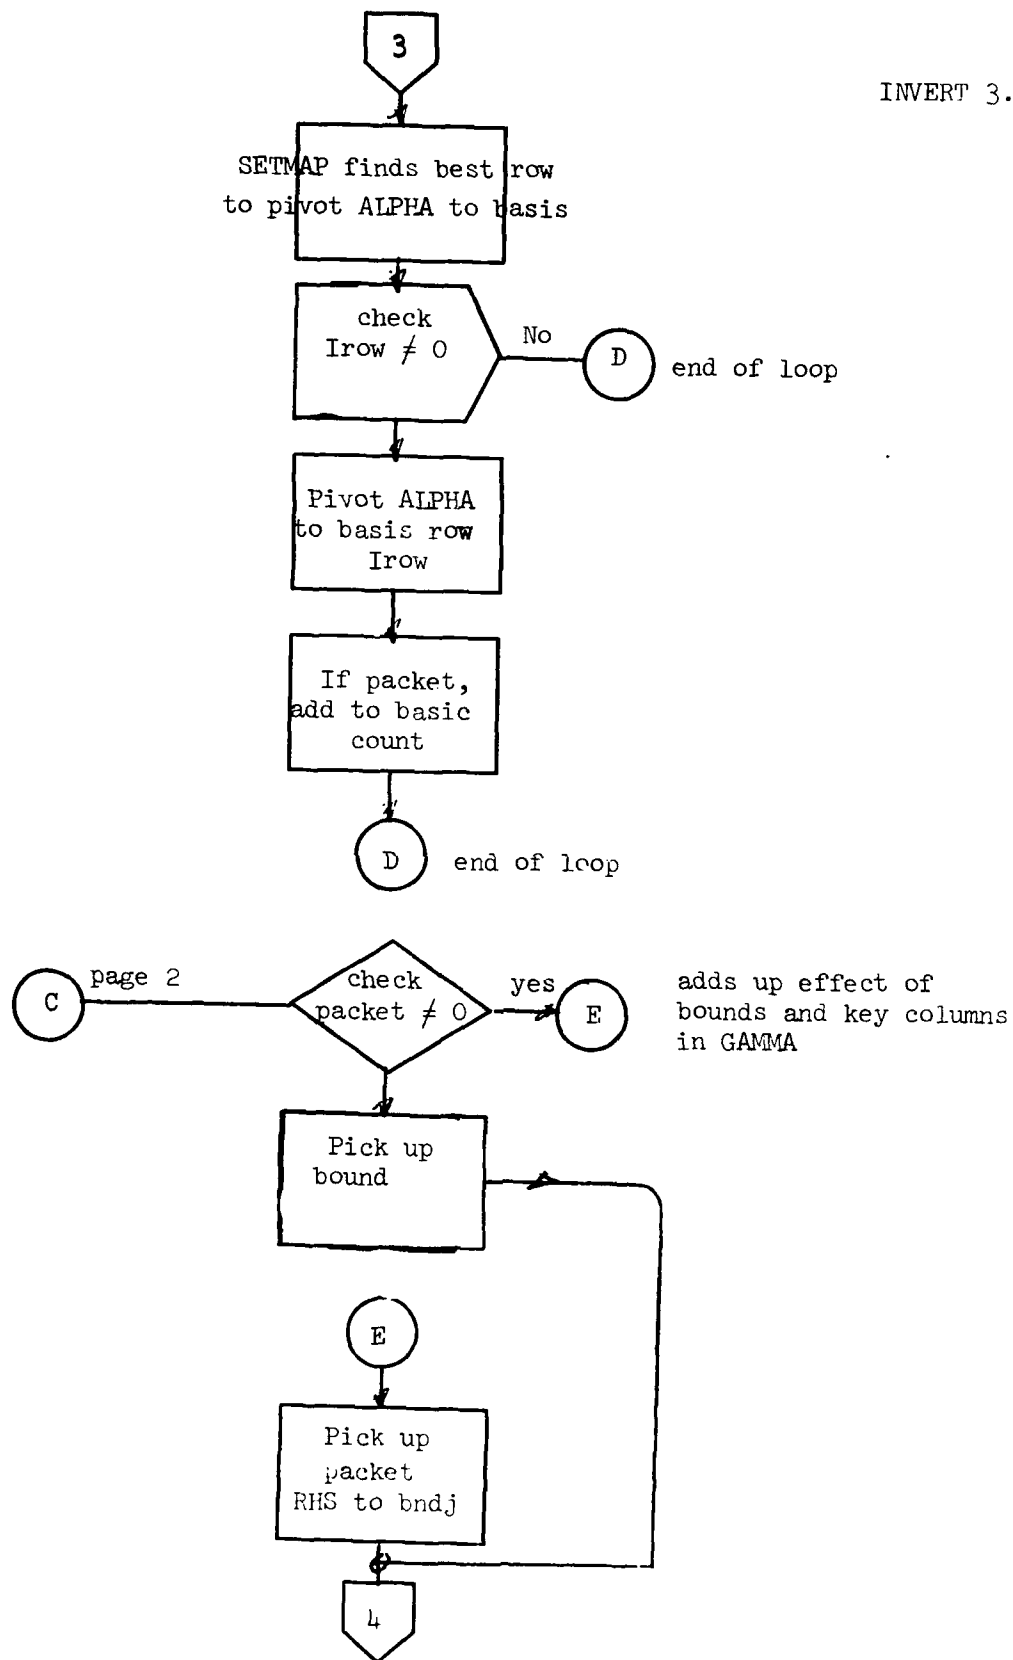 3
INVERT 3.
SETMAP finds best row
to pivot ALPHA to basis
check
Irow ≠ 0
No
D
end of loop
Pivot ALPHA
to basis row
Irow
If packet,
add to basic
count
D
end of loop
C
page 2
check
packet ≠ 0
yes
E
adds up effect of
bounds and key columns
in GAMMA
Pick up
bound
E
Pick up
packet
RHS to bndj
4